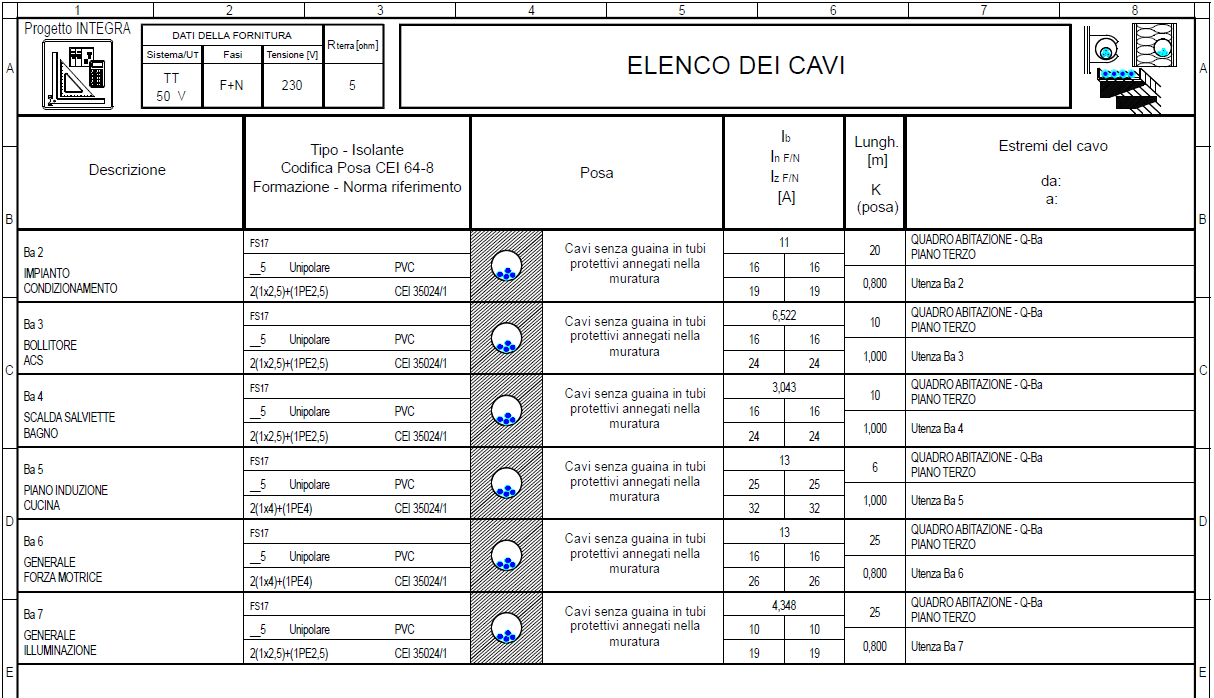 1 2 3 4 5 6 7 8
Progetto INTEGRA
DATI DELLA FORNITURA
Sistema/UT Fasi Tensione [V]
TT
50 V
F+N
230
Rterra [ohm]
5
ELENCO DEI CAVI
A A
Descrizione
Tipo - Isolante
Codifica Posa CEI 64-8
Formazione - Norma riferimento
Posa
Ib
In F/N
Iz F/N
[A]
Lungh.
[m]
K
(posa)
Estremi del cavo
da:
a:
B B
Ba 2
IMPIANTO
CONDIZIONAMENTO
FS17
__5 Unipolare PVC
2(1x2,5)+(1PE2,5) CEI 35024/1
Cavi senza guaina in tubi
protettivi annegati nella
muratura
11
16 16
19 19
20
0,800
QUADRO ABITAZIONE - Q-Ba
PIANO TERZO
Utenza Ba 2
Ba 3
BOLLITORE
ACS
FS17
__5 Unipolare PVC
2(1x2,5)+(1PE2,5) CEI 35024/1
Cavi senza guaina in tubi
protettivi annegati nella
muratura
6,522
16 16
24 24
10
1,000
QUADRO ABITAZIONE - Q-Ba
PIANO TERZO
Utenza Ba 3
C C
Ba 4
SCALDA SALVIETTE
BAGNO
FS17
__5 Unipolare PVC
2(1x2,5)+(1PE2,5) CEI 35024/1
Cavi senza guaina in tubi
protettivi annegati nella
muratura
3,043
16 16
24 24
10
1,000
QUADRO ABITAZIONE - Q-Ba
PIANO TERZO
Utenza Ba 4
Ba 5
PIANO INDUZIONE
CUCINA
FS17
__5 Unipolare PVC
2(1x4)+(1PE4) CEI 35024/1
Cavi senza guaina in tubi
protettivi annegati nella
muratura
13
25 25
32 32
6
1,000
QUADRO ABITAZIONE - Q-Ba
PIANO TERZO
Utenza Ba 5
D D
Ba 6
GENERALE
FORZA MOTRICE
FS17
__5 Unipolare PVC
2(1x4)+(1PE4) CEI 35024/1
Cavi senza guaina in tubi
protettivi annegati nella
muratura
13
16 16
26 26
25
0,800
QUADRO ABITAZIONE - Q-Ba
PIANO TERZO
Utenza Ba 6
Ba 7
GENERALE
ILLUMINAZIONE
FS17
__5 Unipolare PVC
2(1x2,5)+(1PE2,5) CEI 35024/1
Cavi senza guaina in tubi
protettivi annegati nella
muratura
4,348
10 10
19 19
25
0,800
QUADRO ABITAZIONE - Q-Ba
PIANO TERZO
Utenza Ba 7
E E